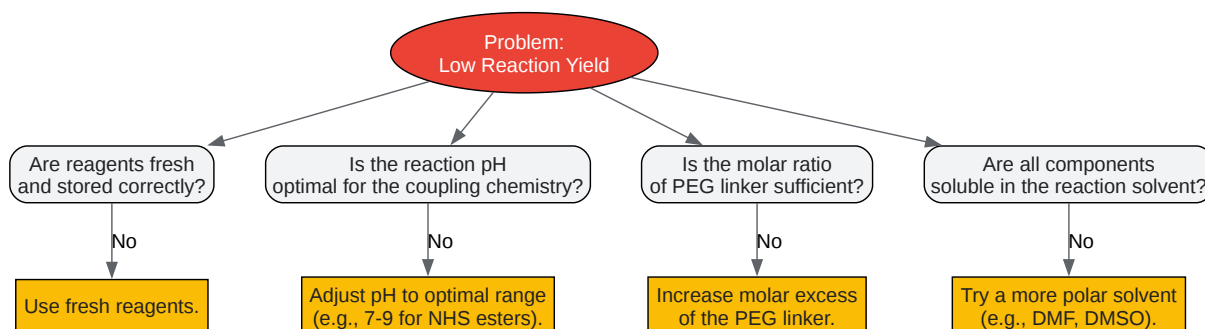 Problem:
Low Reaction Yield
Are reagents fresh
and stored correctly?
Is the reaction pH
optimal for the coupling chemistry?
Is the molar ratio
of PEG linker sufficient?
Are all components
soluble in the reaction solvent?
No
No
No
No
Use fresh reagents.
Adjust pH to optimal range
(e.g., 7-9 for NHS esters).
Increase molar excess
of the PEG linker.
Try a more polar solvent
(e.g., DMF, DMSO).